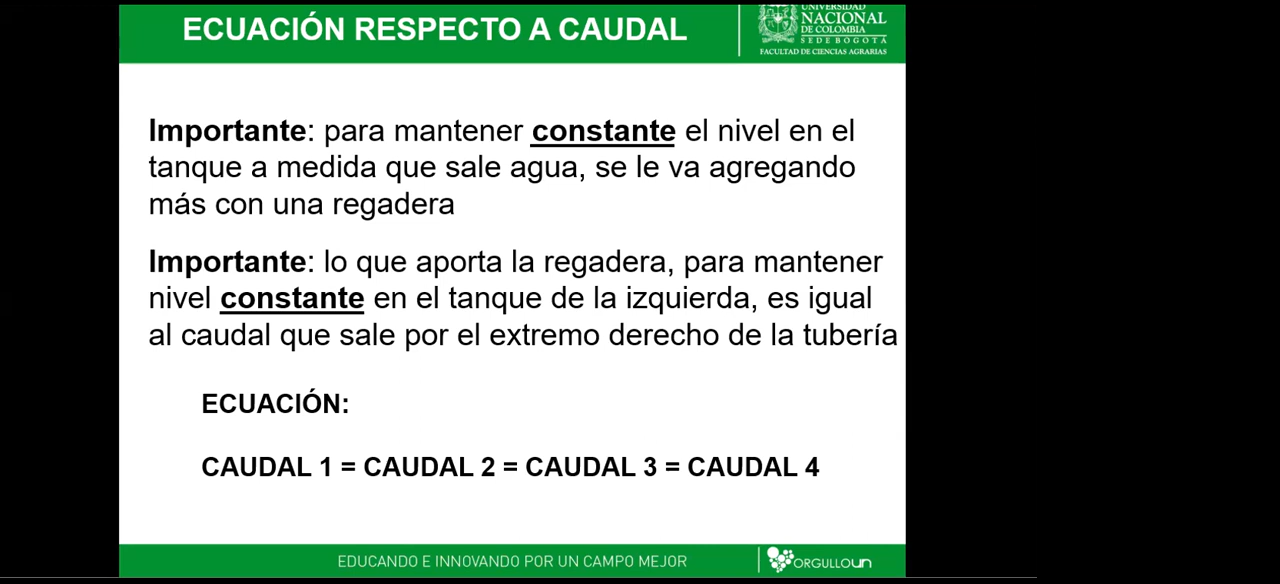 ECUACIÓN RESPECTO A CAUDAL
UNIVERSIDAD
NACIONAL
DE COLOMBIA
SEDE BOGOTÁ
FACULTAD DE CIENCIAS AGRARIAS
Importante: para mantener constante el nivel en el
tanque a medida que sale agua, se le va agregando
más con una regadera
Importante: lo que aporta la regadera, para mantener
nivel constante en el tanque de la izquierda, es igual
al caudal que sale por el extremo derecho de la tubería
ECUACIÓN:
CAUDAL 1 = CAUDAL 2 = CAUDAL 3 = CAUDAL 4
EDUCANDO E INNOVANDO POR UN CAMPO MEJOR
ORGULLOUN